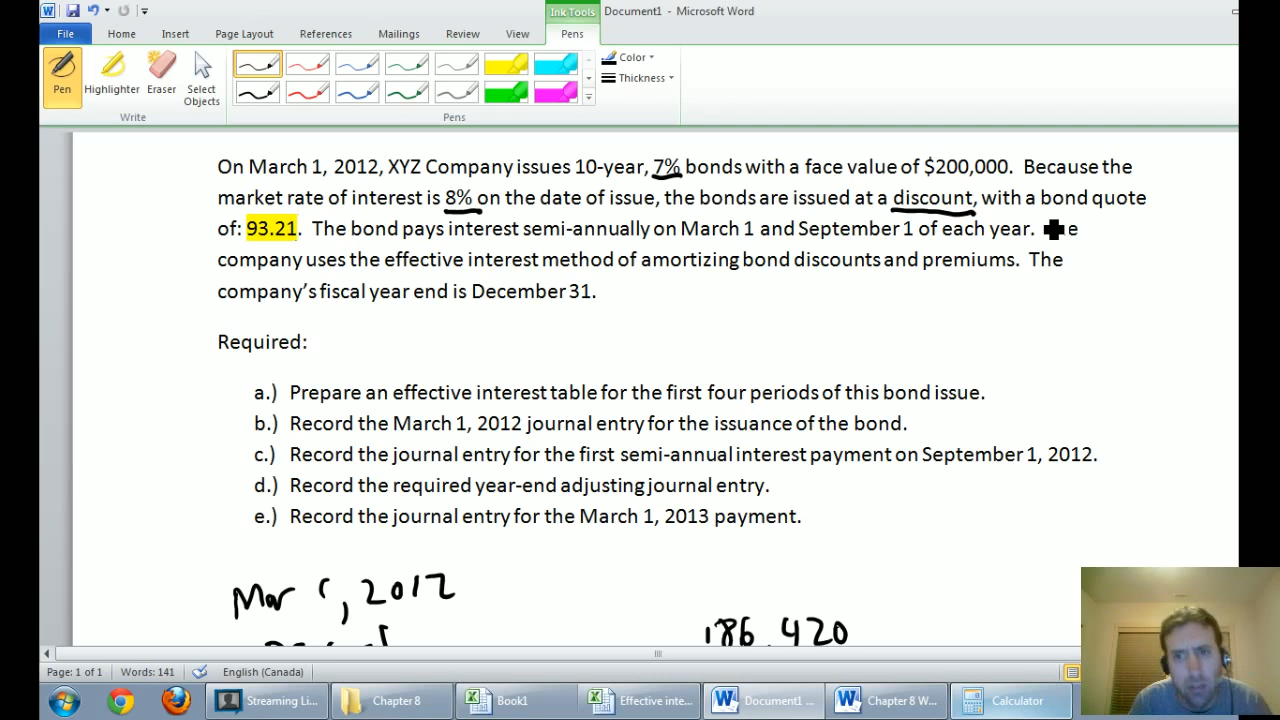 Ink Tools Document1 - Microsoft Word
File Home Insert Page Layout References Mailings Review View Pens
Pen Highlighter Eraser Select Objects Color Thickness
Write Pens
On March 1, 2012, XYZ Company issues 10-year, 7% bonds with a face value of $200,000. Because the
market rate of interest is 8% on the date of issue, the bonds are issued at a discount, with a bond quote
of: 93.21. The bond pays interest semi-annually on March 1 and September 1 of each year. e
company uses the effective interest method of amortizing bond discounts and premiums. The
company's fiscal year end is December 31.
Required:
a.) Prepare an effective interest table for the first four periods of this bond issue.
b.) Record the March 1, 2012 journal entry for the issuance of the bond.
c.) Record the journal entry for the first semi-annual interest payment on September 1, 2012.
d.) Record the required year-end adjusting journal entry.
e.) Record the journal entry for the March 1, 2013 payment.
Mar 1, 2012
186,420
Page: 1 of 1 Words: 141 English (Canada)
Streaming Li... Chapter 8 Book1 Effective inte... Document1 ... Chapter 8 W... Calculator